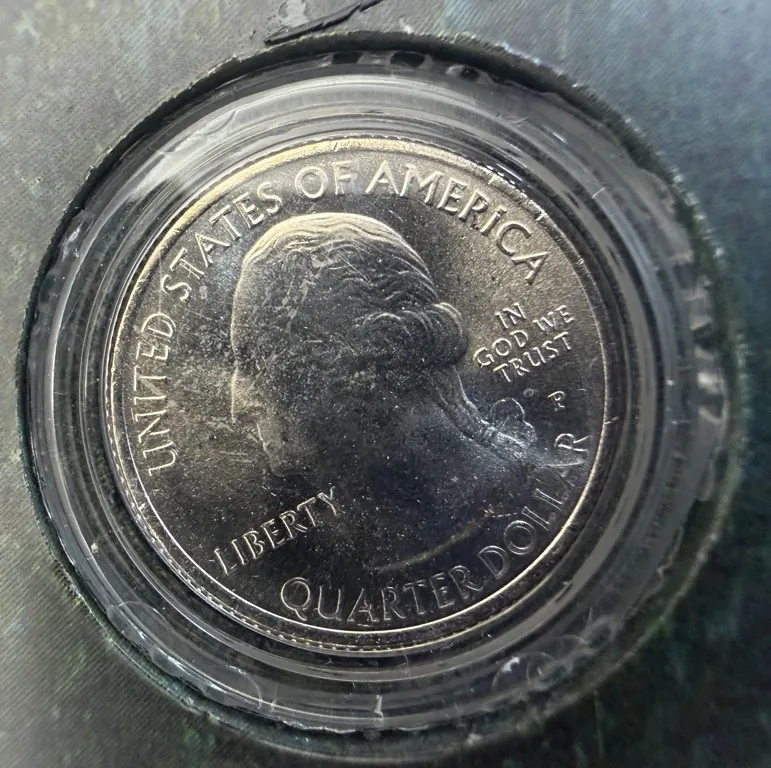 UNITED STATES OF AMERICA
IN
GOD WE
TRUST
P
LIBERTY
QUARTER DOLLAR